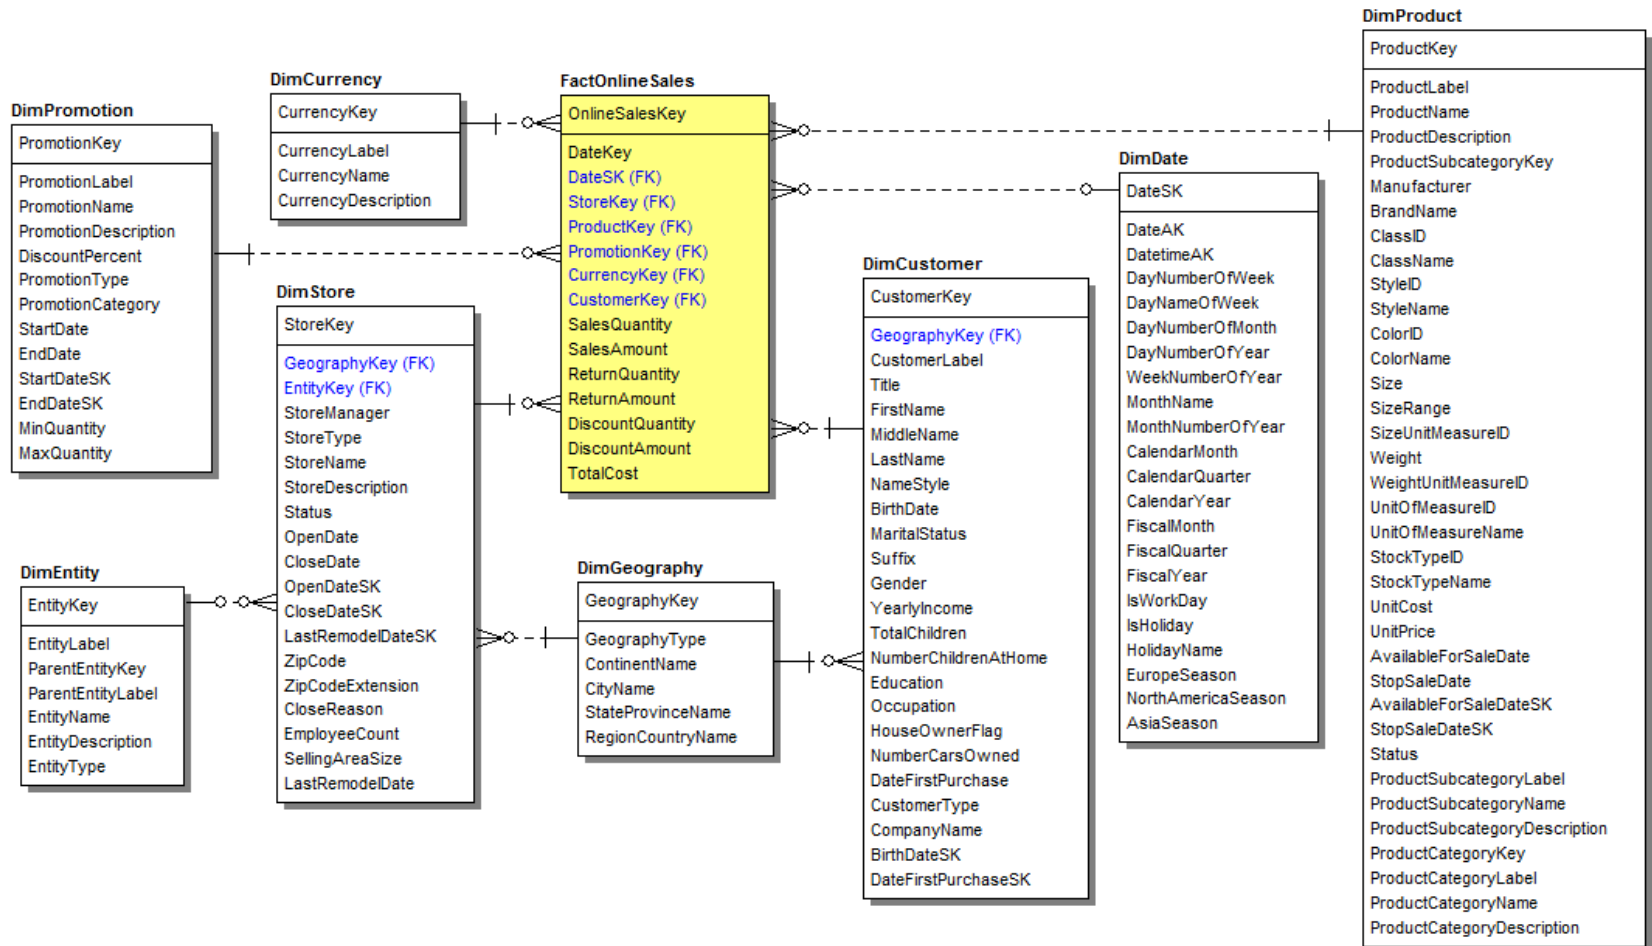 DimPromotion
PromotionKey
PromotionLabel
PromotionName
PromotionDescription
DiscountPercent
PromotionType
PromotionCategory
StartDate
EndDate
StartDateSK
EndDateSK
MinQuantity
MaxQuantity
DimCurrency
CurrencyKey
CurrencyLabel
CurrencyName
CurrencyDescription
FactOnlineSales
OnlineSalesKey
DateKey
DateSK (FK)
StoreKey (FK)
ProductKey (FK)
PromotionKey (FK)
CurrencyKey (FK)
CustomerKey (FK)
SalesQuantity
SalesAmount
ReturnQuantity
ReturnAmount
DiscountQuantity
DiscountAmount
TotalCost
DimStore
StoreKey
GeographyKey (FK)
EntityKey (FK)
StoreManager
StoreType
StoreName
StoreDescription
Status
OpenDate
CloseDate
OpenDateSK
CloseDateSK
LastRemodelDateSK
ZipCode
ZipCodeExtension
CloseReason
EmployeeCount
SellingAreaSize
LastRemodelDate
DimEntity
EntityKey
EntityLabel
ParentEntityKey
ParentEntityLabel
EntityName
EntityDescription
EntityType
DimGeography
GeographyKey
GeographyType
ContinentName
CityName
StateProvinceName
RegionCountryName
DimCustomer
CustomerKey
GeographyKey (FK)
CustomerLabel
Title
FirstName
MiddleName
LastName
NameStyle
BirthDate
MaritalStatus
Suffix
Gender
YearlyIncome
TotalChildren
NumberChildrenAtHome
Education
Occupation
HouseOwnerFlag
NumberCarsOwned
DateFirstPurchase
CustomerType
CompanyName
BirthDateSK
DateFirstPurchaseSK
DimDate
DateSK
DateAK
DatetimeAK
DayNumberOfWeek
DayNameOfWeek
DayNumberOfMonth
DayNumberOfYear
WeekNumberOfYear
MonthName
MonthNumberOfYear
CalendarMonth
CalendarQuarter
CalendarYear
FiscalMonth
FiscalQuarter
FiscalYear
IsWorkDay
IsHoliday
HolidayName
EuropeSeason
NorthAmericaSeason
AsiaSeason
DimProduct
ProductKey
ProductLabel
ProductName
ProductDescription
ProductSubcategoryKey
Manufacturer
BrandName
ClassID
ClassName
StyleID
StyleName
ColorID
ColorName
Size
SizeRange
SizeUnitMeasureID
Weight
WeightUnitMeasureID
UnitOfMeasureID
UnitOfMeasureName
StockTypeID
StockTypeName
UnitCost
UnitPrice
AvailableForSaleDate
StopSaleDate
AvailableForSaleDateSK
StopSaleDateSK
Status
ProductSubcategoryLabel
ProductSubcategoryName
ProductSubcategoryDescription
ProductCategoryKey
ProductCategoryLabel
ProductCategoryName
ProductCategoryDescription